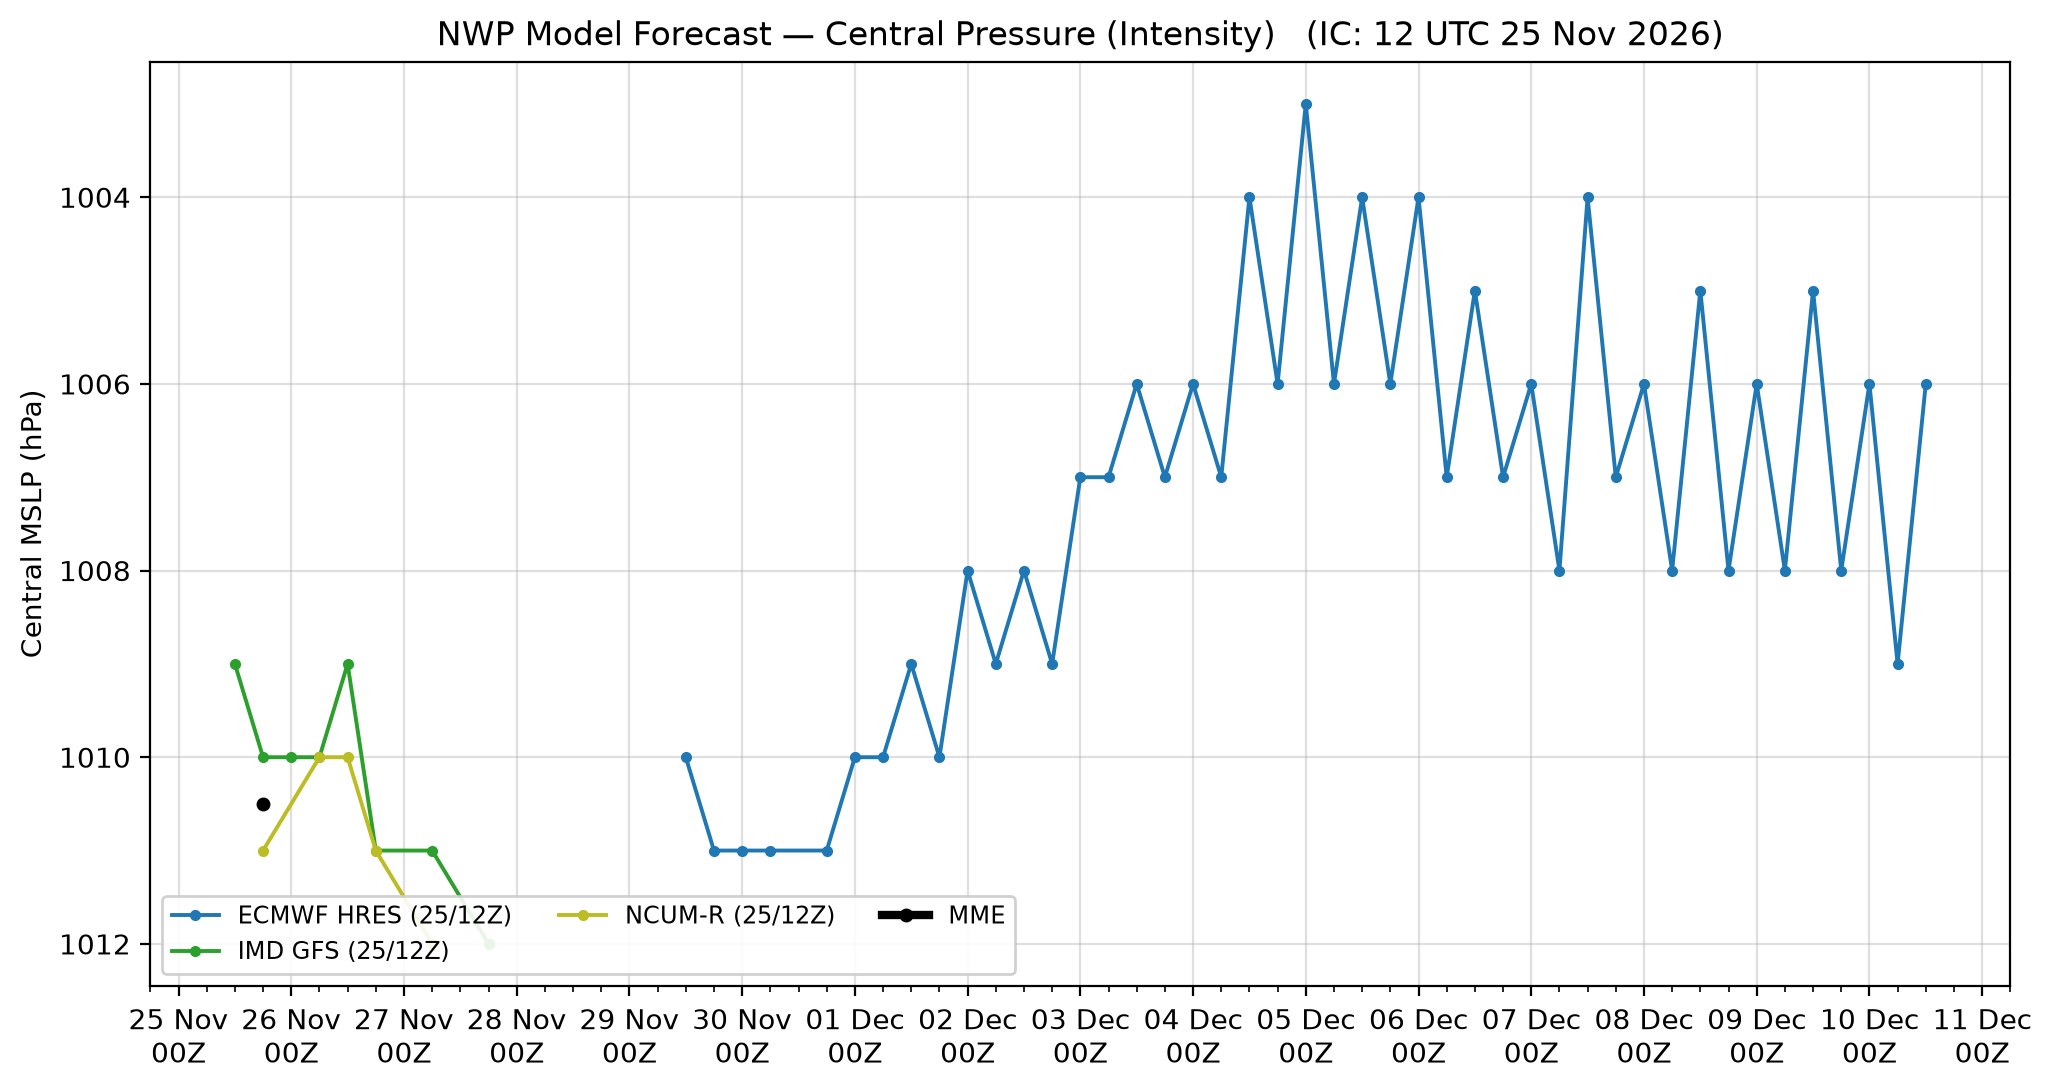 NWP Model Forecast — Central Pressure (Intensity)   (IC: 12 UTC 25 Nov 2026)
Central MSLP (hPa)
1004
1006
1008
1010
1012
ECMWF HRES (25/12Z)
IMD GFS (25/12Z)
NCUM-R (25/12Z)
MME
25 Nov 26 Nov 27 Nov 28 Nov 29 Nov 30 Nov 01 Dec 02 Dec 03 Dec 04 Dec 05 Dec 06 Dec 07 Dec 08 Dec 09 Dec 10 Dec 11 Dec
00Z 00Z 00Z 00Z 00Z 00Z 00Z 00Z 00Z 00Z 00Z 00Z 00Z 00Z 00Z 00Z 00Z